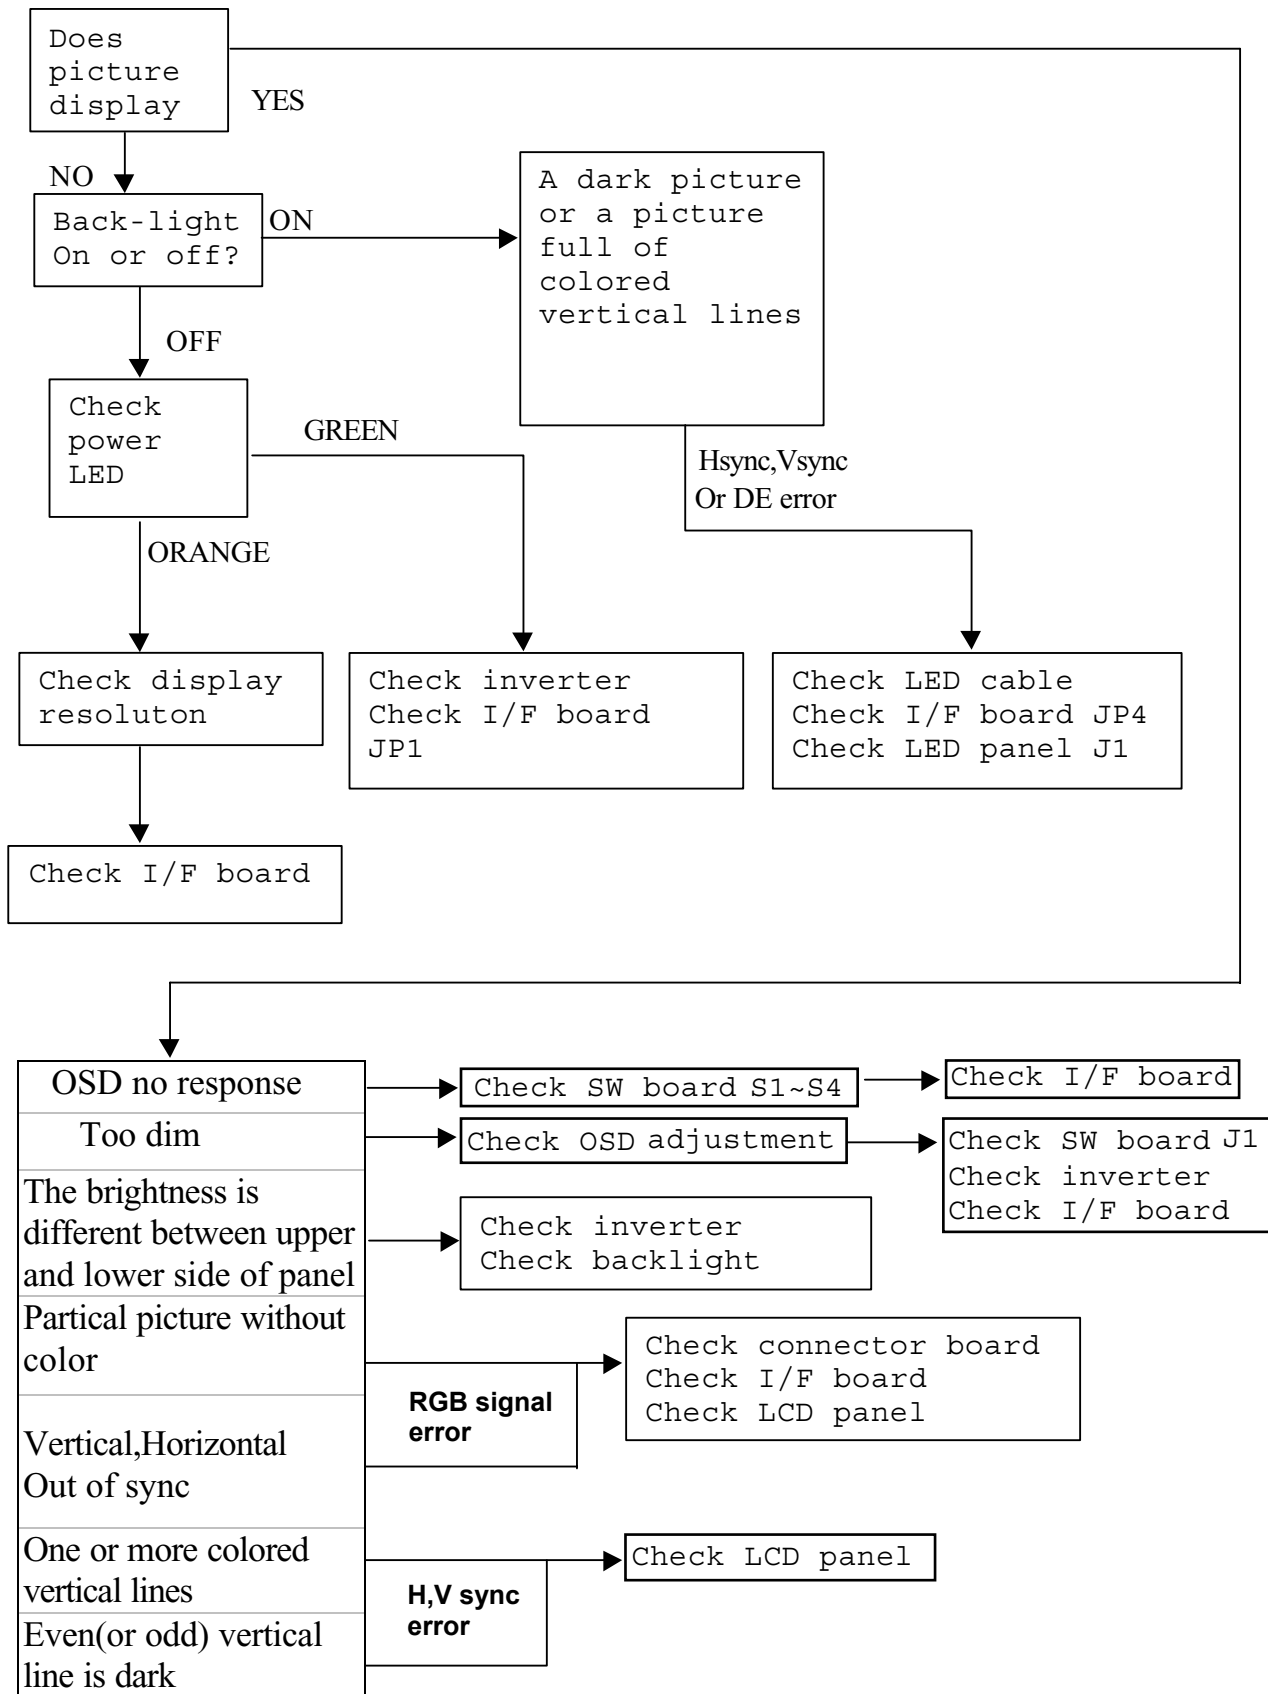 Does
picture
display
YES
NO
Back-light
On or off?
ON
A dark picture
or a picture
full of
colored
vertical lines
OFF
Check
power
LED
GREEN
Hsync,Vsync
Or DE error
ORANGE
Check display
resoluton
Check inverter
Check I/F board
JP1
Check LED cable
Check I/F board JP4
Check LED panel J1
Check I/F board
OSD no response
Check SW board S1~S4
Check I/F board
Too dim
Check OSD adjustment
Check SW board J1
Check inverter
Check I/F board
The brightness is
different between upper
and lower side of panel
Check inverter
Check backlight
Partical picture without
color
RGB signal
error
Check connector board
Check I/F board
Check LCD panel
Vertical,Horizontal
Out of sync
One or more colored
vertical lines
H,V sync
error
Check LCD panel
Even(or odd) vertical
line is dark